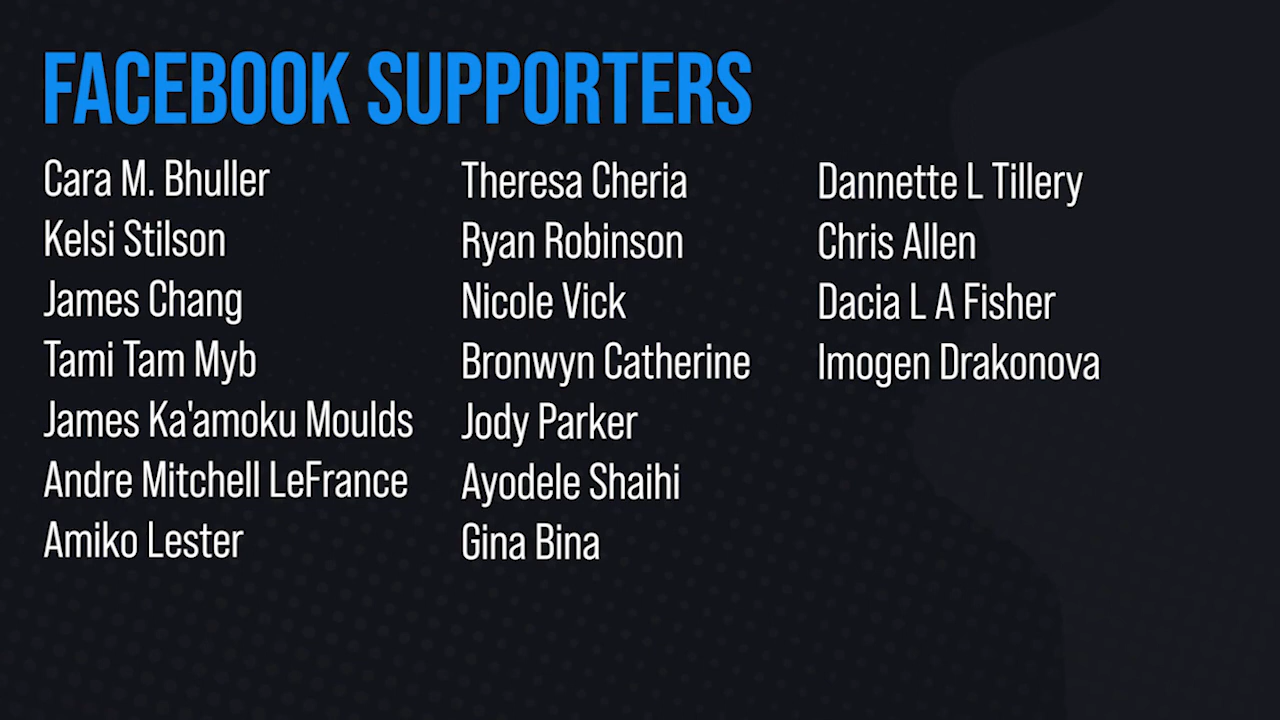 FACEBOOK SUPPORTERS
Cara M. Bhuller
Kelsi Stilson
James Chang
Tami Tam Myb
James Ka'amoku Moulds
Andre Mitchell LeFrance
Amiko Lester
Theresa Cheria
Ryan Robinson
Nicole Vick
Bronwyn Catherine
Jody Parker
Ayodele Shaihi
Gina Bina
Dannette L Tillery
Chris Allen
Dacia L A Fisher
Imogen Drakonova